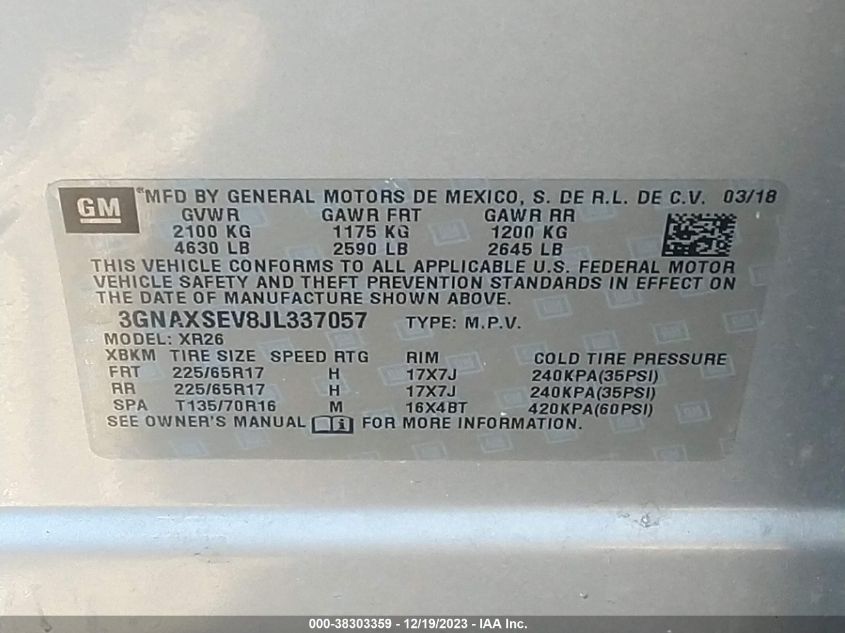 GM ® MFD BY GENERAL MOTORS DE MEXICO, S. DE R.L. DE C.V. 03/18
GVWR GAWR FRT GAWR RR
2100 KG 1175 KG 1200 KG
4630 LB 2590 LB 2645 LB
THIS VEHICLE CONFORMS TO ALL APPLICABLE U.S. FEDERAL MOTOR
VEHICLE SAFETY AND THEFT PREVENTION STANDARDS IN EFFECT ON
THE DATE OF MANUFACTURE SHOWN ABOVE.
3GNAXSEV8JL337057 TYPE: M.P.V.
MODEL: XR26
XBKM TIRE SIZE SPEED RTG RIM COLD TIRE PRESSURE
FRT 225/65R17 H 17X7J 240KPA(35PSI)
RR 225/65R17 H 17X7J 240KPA(35PSI)
SPA T135/70R16 M 16X4BT 420KPA(60PSI)
SEE OWNER'S MANUAL FOR MORE INFORMATION.
000-38303359 - 12/19/2023 - IAA Inc.